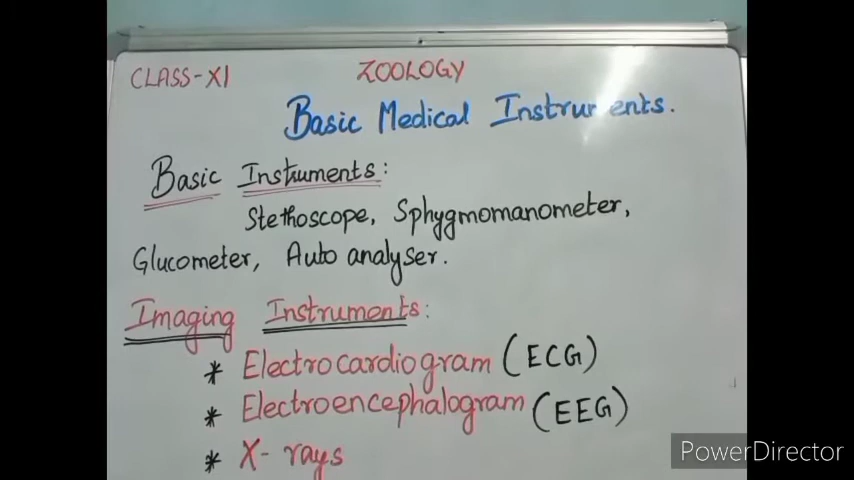 CLASS-XI ZOOLOGY
Basic Medical Instruments.
Basic Instruments:
Stethoscope, Sphygmomanometer,
Glucometer, Auto analyser.
Imaging Instruments:
* Electrocardiogram (ECG)
* Electroencephalogram (EEG)
* X-rays
PowerDirector